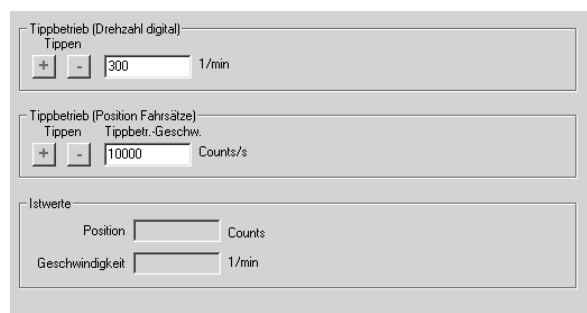 Tippbetrieb (Drehzahl digital)
Tippen
+ - 300 1/min
Tippbetrieb (Position Fahrsätze)
Tippen Tippbetr.-Geschw.
+ - 10000 Counts/s
Istwerte
Position Counts
Geschwindigkeit 1/min